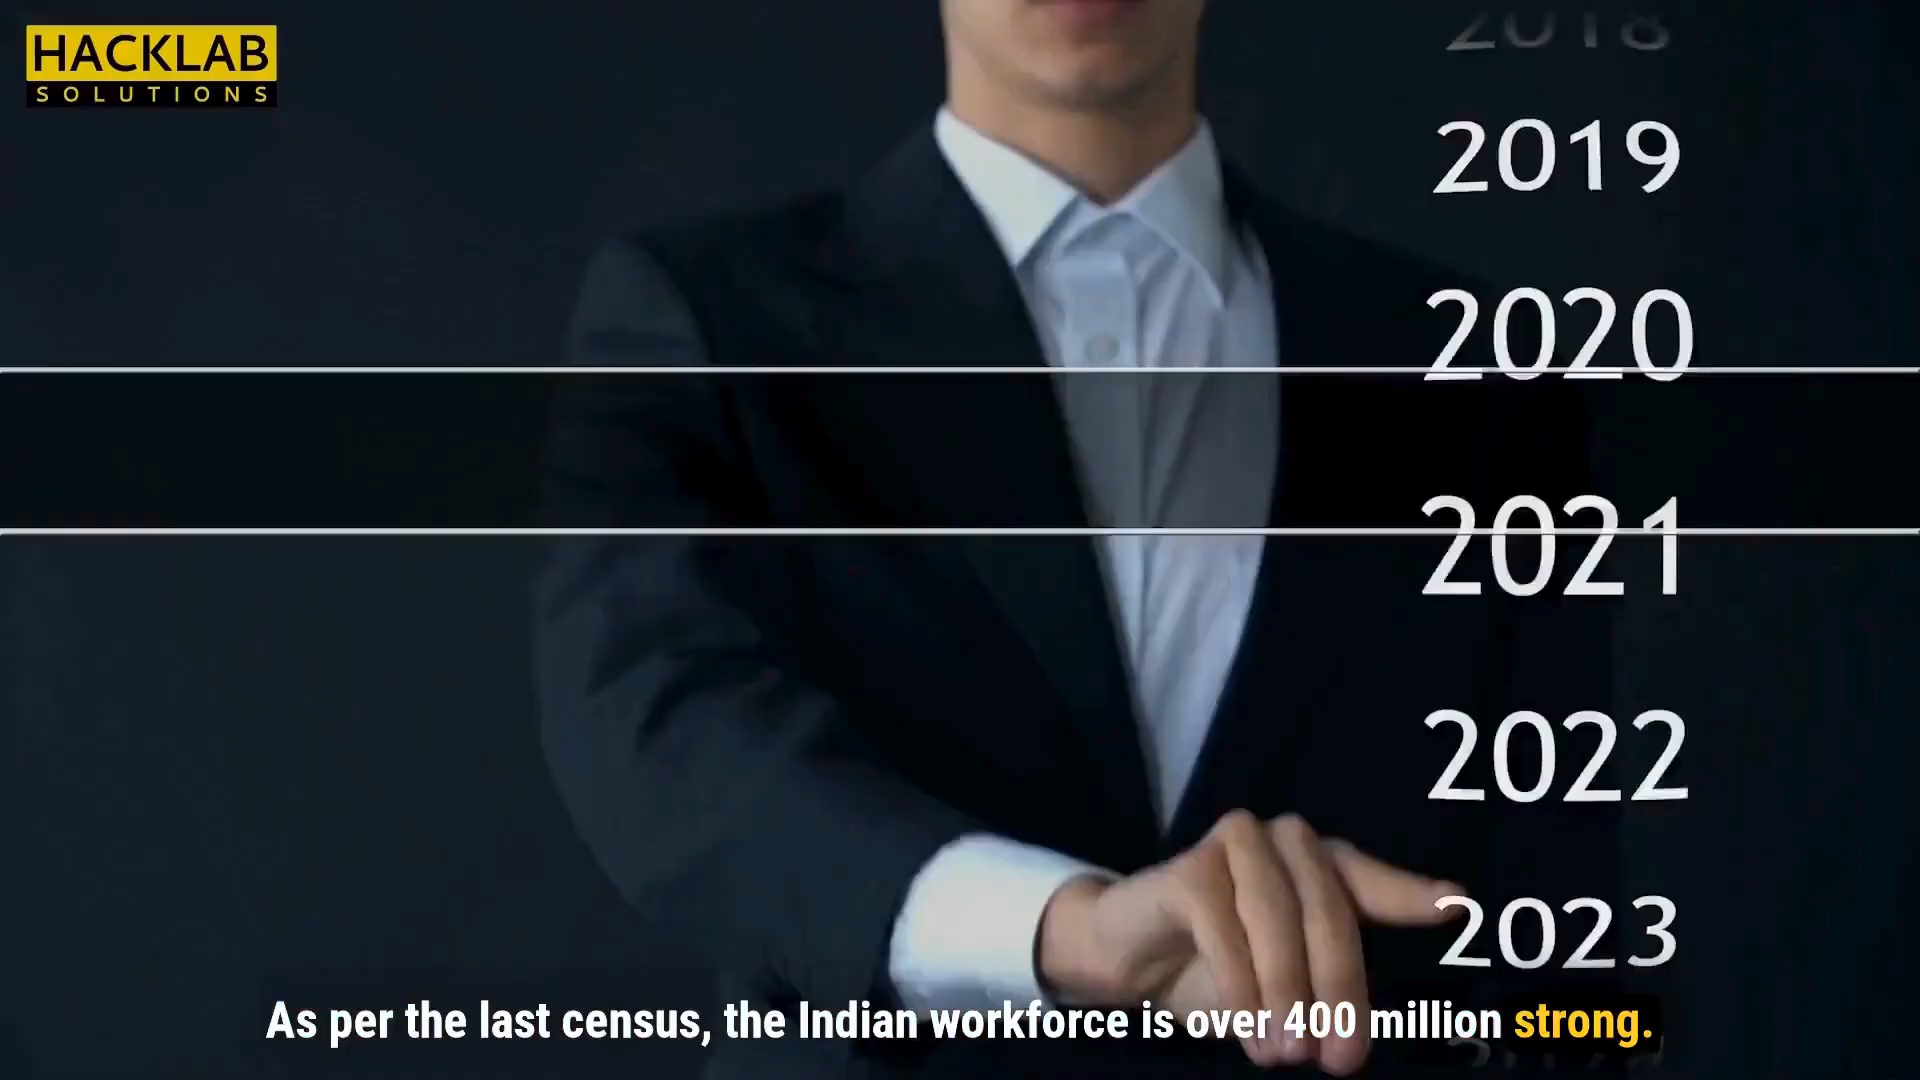 HACKLAB
SOLUTIONS
2018
2019
2020
2021
2022
2023
As per the last census, the Indian workforce is over 400 million strong.